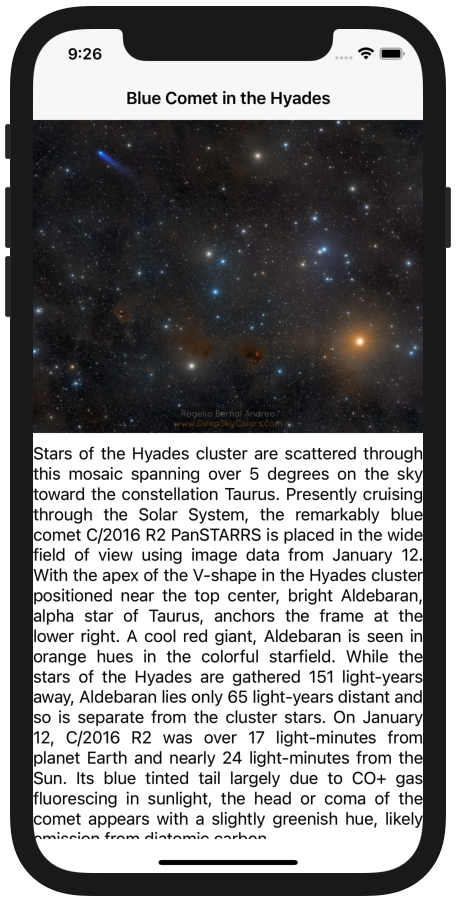 9:26
Blue Comet in the Hyades
Rogelio Bernal Andreo
www.DeepSkyColors.com
Stars of the Hyades cluster are scattered through
this mosaic spanning over 5 degrees on the sky
toward the constellation Taurus. Presently cruising
through the Solar System, the remarkably blue
comet C/2016 R2 PanSTARRS is placed in the wide
field of view using image data from January 12.
With the apex of the V-shape in the Hyades cluster
positioned near the top center, bright Aldebaran,
alpha star of Taurus, anchors the frame at the
lower right. A cool red giant, Aldebaran is seen in
orange hues in the colorful starfield. While the
stars of the Hyades are gathered 151 light-years
away, Aldebaran lies only 65 light-years distant and
so is separate from the cluster stars. On January
12, C/2016 R2 was over 17 light-minutes from
planet Earth and nearly 24 light-minutes from the
Sun. Its blue tinted tail largely due to CO+ gas
fluorescing in sunlight, the head or coma of the
comet appears with a slightly greenish hue, likely
emission from diatomic carbon.